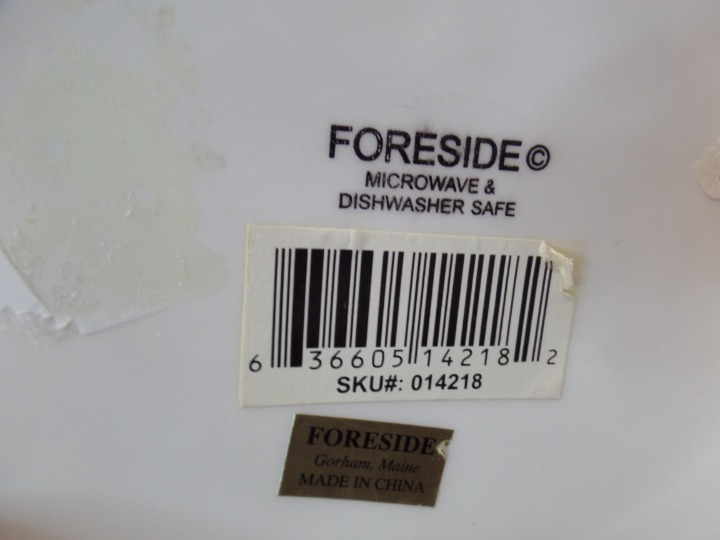 FORESIDE©
MICROWAVE &
DISHWASHER SAFE
6 36605 14218 2
SKU#: 014218
FORESIDE
Gorham, Maine
MADE IN CHINA